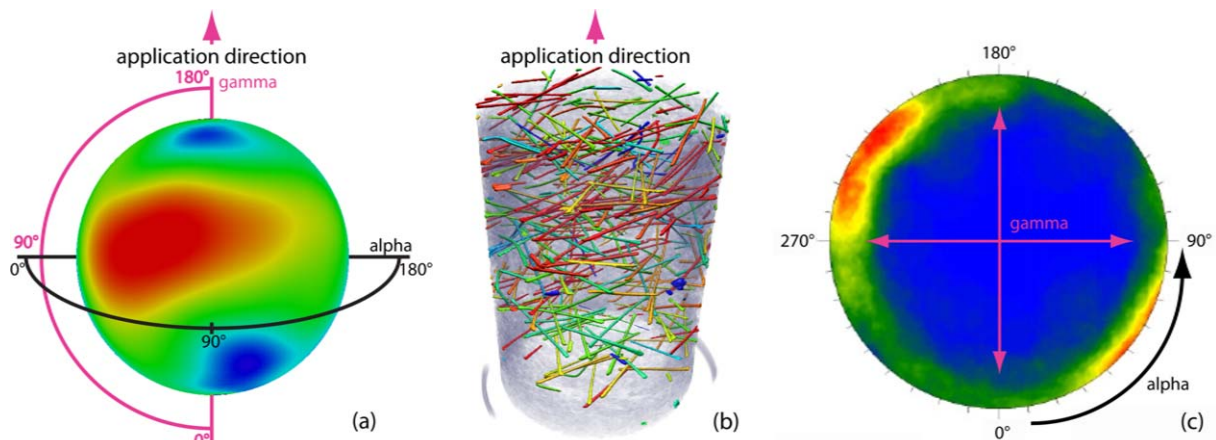 application direction
180°
gamma
90°
0°
alpha
180°
90°
0°
(a)
application direction
(b)
180°
270°
gamma
90°
alpha
0°
(c)